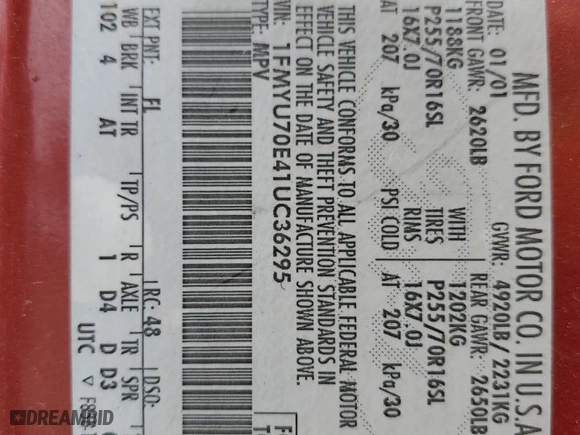 MFD. BY FORD MOTOR CO. IN U.S.A
DATE: 01/01 GVWR: 4920LB/2231KG
FRONT GAWR: 2620LB REAR GAWR: 2650LB
1188KG WITH 1202KG
P255/70R16SL TIRES P255/70R16SL
16X7.0J RIMS 16X7.0J
AT 207 kPa/30 PSI COLD AT 207 kPa/30
THIS VEHICLE CONFORMS TO ALL APPLICABLE FEDERAL MOTOR
VEHICLE SAFETY AND THEFT PREVENTION STANDARDS IN
EFFECT ON THE DATE OF MANUFACTURE SHOWN ABOVE.
VIN: 1FMYU70E41UC36295
TYPE: MPV
EXT PNT: FL RC: 48 DSO:
WB BRK INT TR TP/PS R AXLE TR SPR
102 4 AT 1 D4 D D3
UTC
DREAMBID